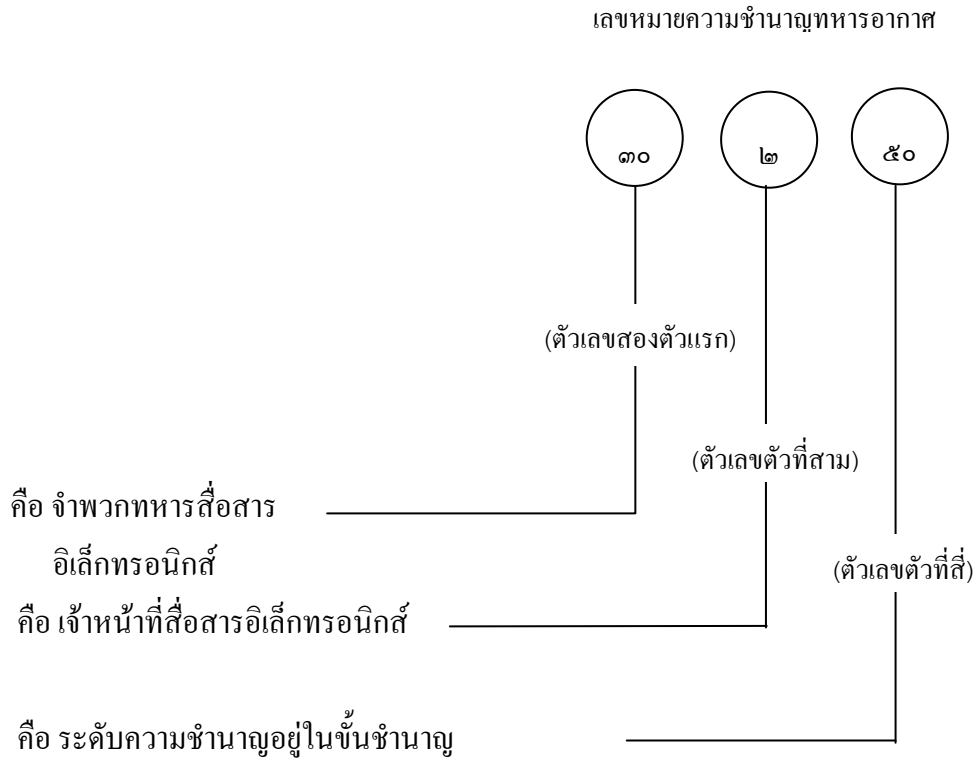 เลขหมายความชำนาญทหารอากาศ
๓๐ ๒ ๕๐
(ตัวเลขสองตัวแรก)
(ตัวเลขตัวที่สาม)
คือ จำพวกทหารสื่อสาร
อิเล็กทรอนิกส์
(ตัวเลขตัวที่สี่)
คือ เจ้าหน้าที่สื่อสารอิเล็กทรอนิกส์
คือ ระดับความชำนาญอยู่ในขั้นชำนาญ